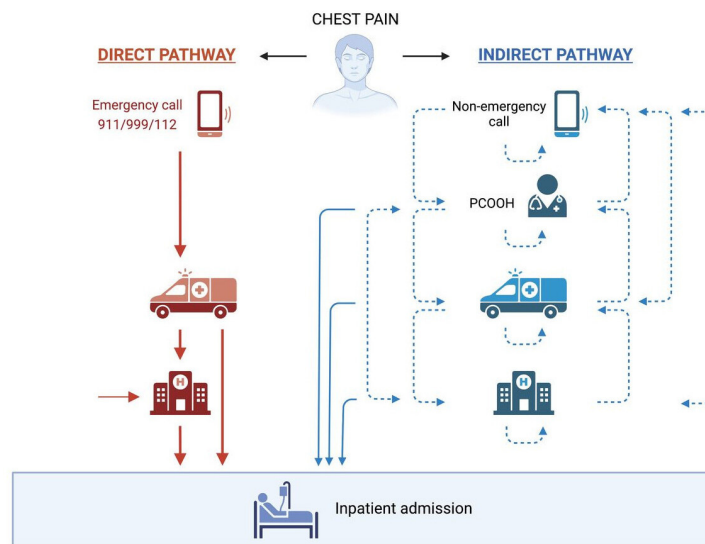 CHEST PAIN
DIRECT PATHWAY
INDIRECT PATHWAY
Emergency call
911/999/112
Non-emergency
call
PCOOH
H
H
Inpatient admission